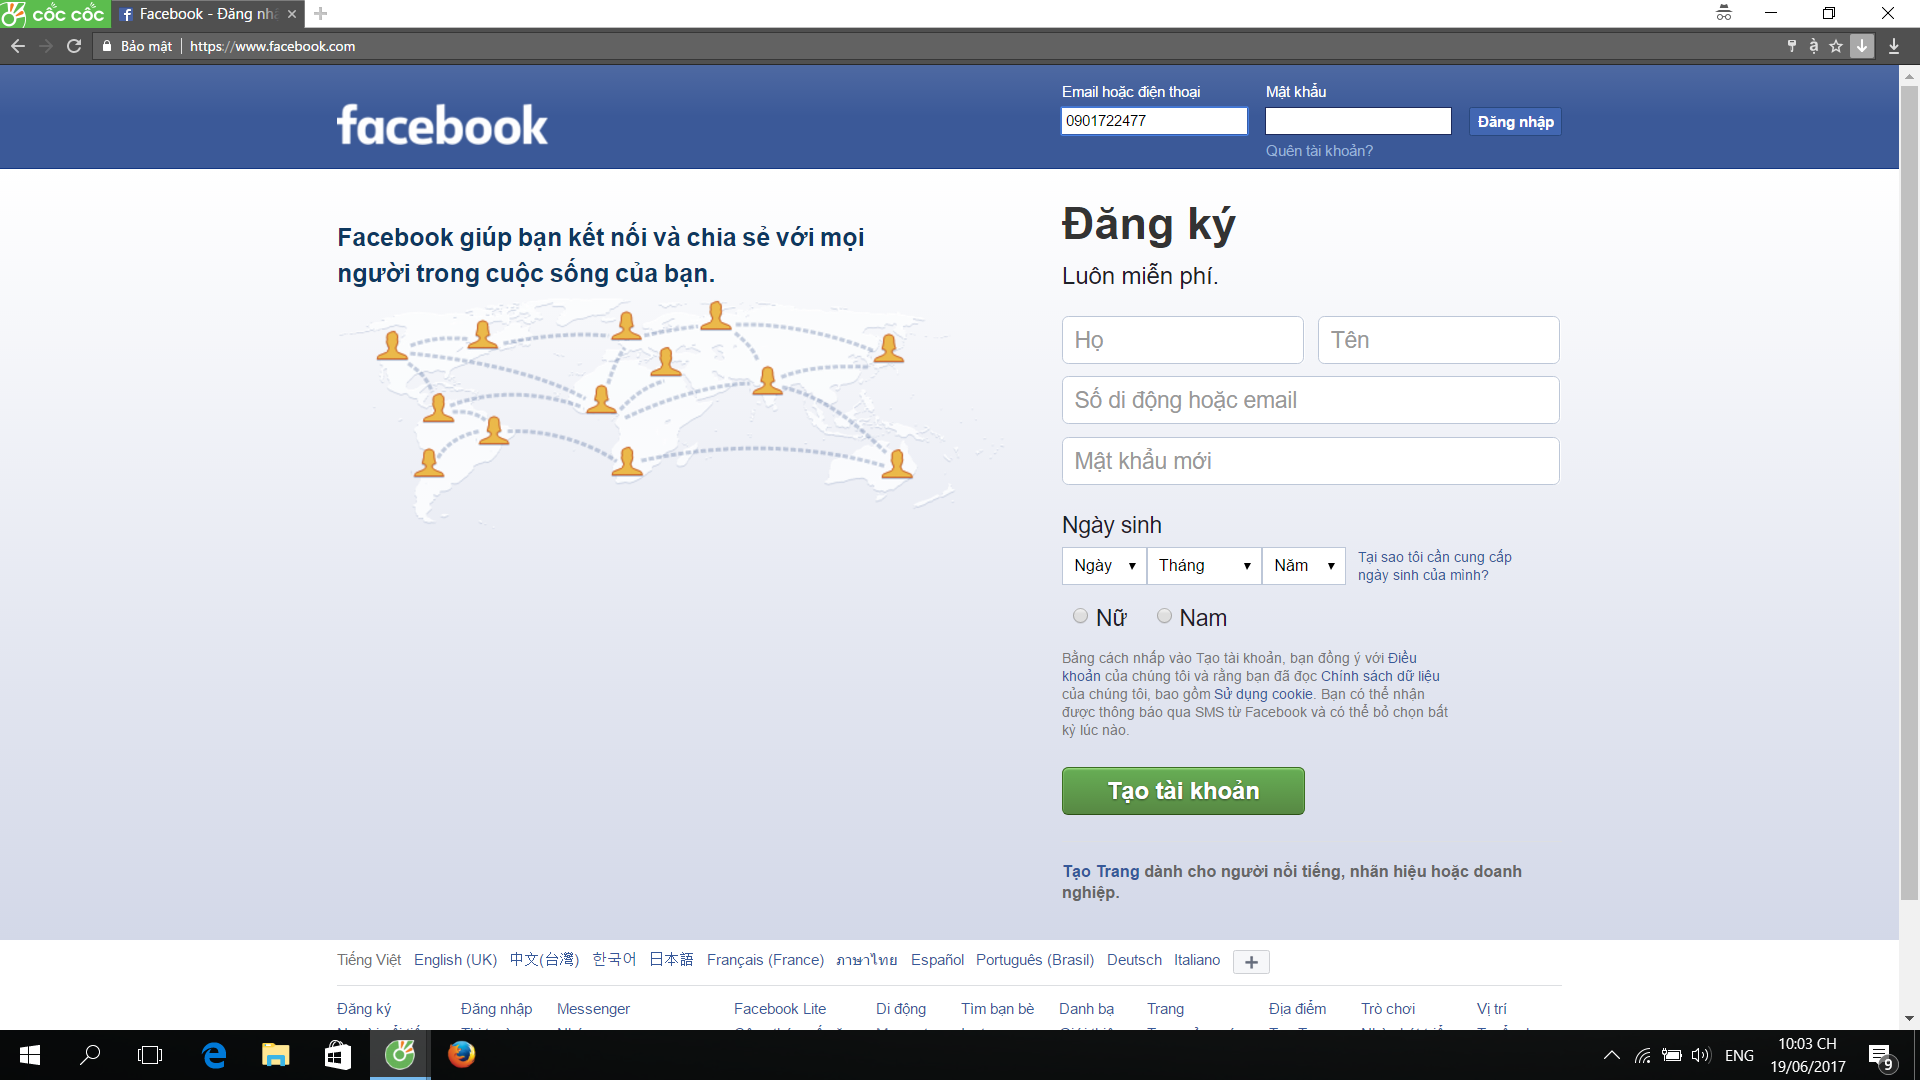 cốc cốc
Facebook - Đăng nhậ
Bảo mật
https://www.facebook.com
Email hoặc điện thoại
Mật khẩu
facebook
0901722477
Đăng nhập
Quên tài khoản?
Facebook giúp bạn kết nối và chia sẻ với mọi
người trong cuộc sống của bạn.
Đăng ký
Luôn miễn phí.
Họ
Tên
Số di động hoặc email
Mật khẩu mới
Ngày sinh
Ngày
Tháng
Năm
Tại sao tôi cần cung cấp
ngày sinh của mình?
Nữ
Nam
Bằng cách nhấp vào Tạo tài khoản, bạn đồng ý với Điều
khoản của chúng tôi và rằng bạn đã đọc Chính sách dữ liệu
của chúng tôi, bao gồm Sử dụng cookie. Bạn có thể nhận
được thông báo qua SMS từ Facebook và có thể bỏ chọn bất
kỳ lúc nào.
Tạo tài khoản
Tạo Trang dành cho người nổi tiếng, nhãn hiệu hoặc doanh
nghiệp.
Tiếng Việt English (UK) 中文(台灣) 한국어 日本語 Français (France) ภาษาไทย Español Português (Brasil) Deutsch Italiano +
Đăng ký Đăng nhập Messenger Facebook Lite Di động Tìm bạn bè Danh bạ Trang Địa điểm Trò chơi Vị trí
ENG
10:03 CH
19/06/2017
9